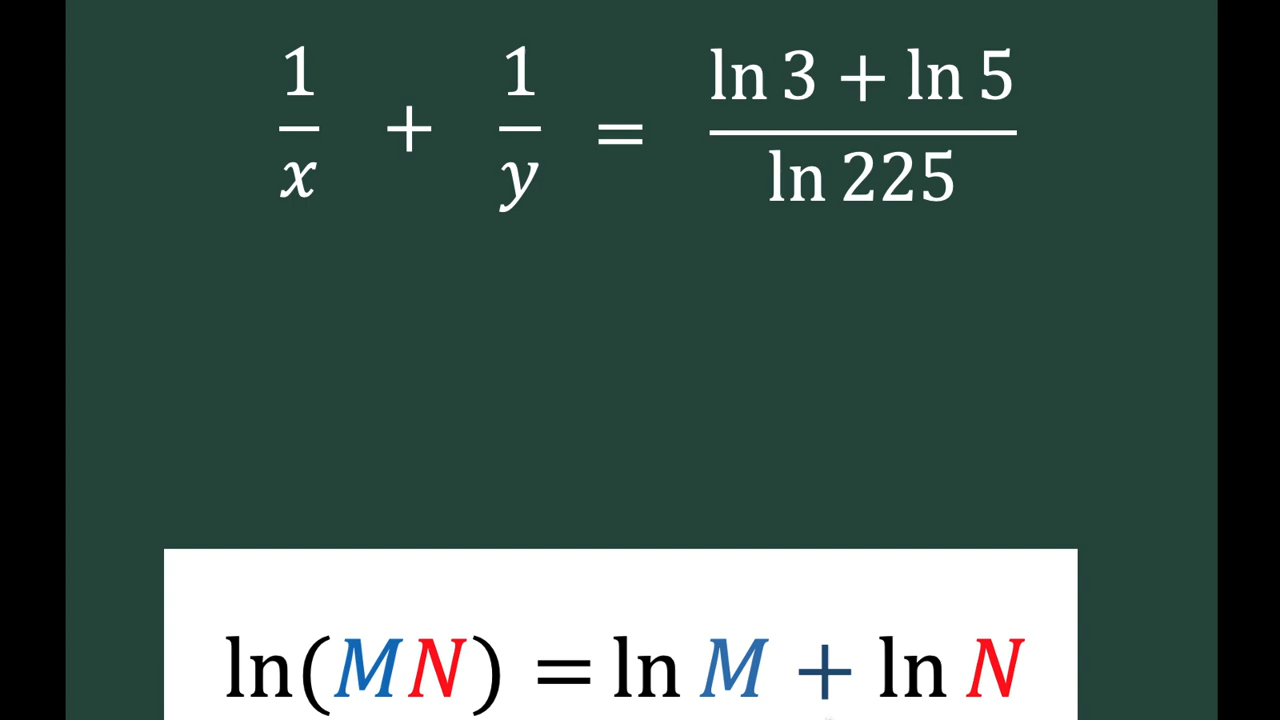 1/x + 1/y = (ln 3 + ln 5)/ln 225
ln(MN) = ln M + ln N